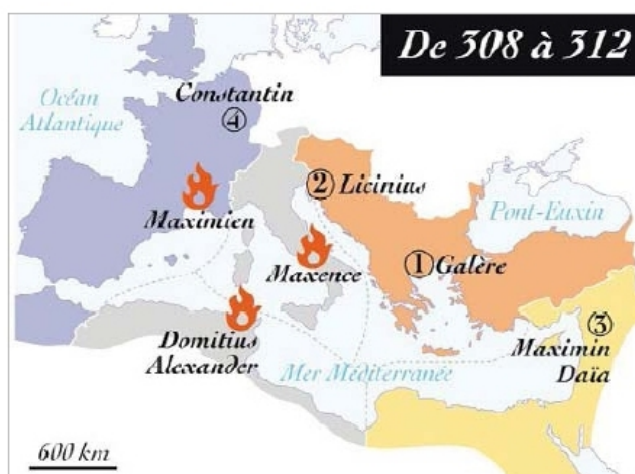 De 308 à 312
Océan
Atlantique
Constantin
④
② Licinius
Pont-Euxin
Maximien
Maxence
① Galère
③
Maximin
Daïa
Domitius
Alexander
Mer Méditerranée
600 km